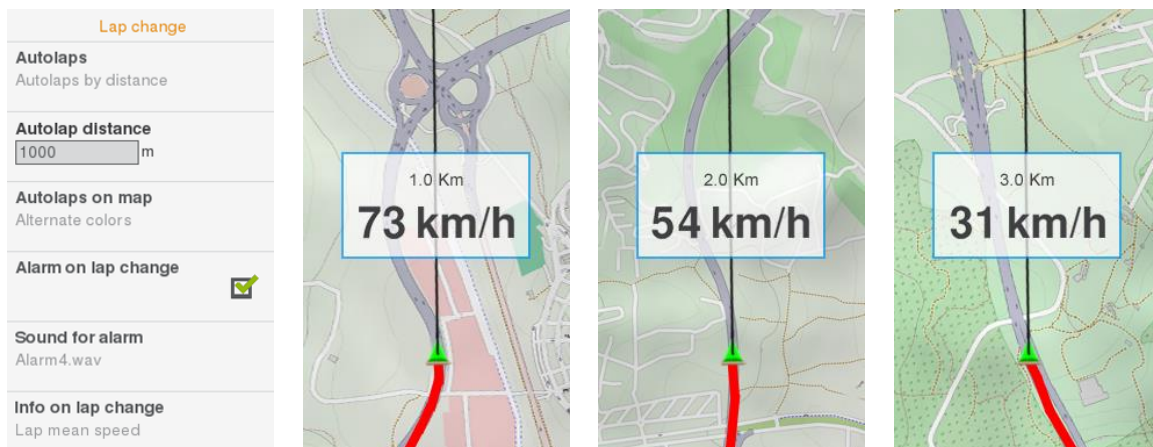 Lap change
Autolaps
Autolaps by distance
Autolap distance
1000 m
Autolaps on map
Alternate colors
Alarm on lap change
Sound for alarm
Alarm4.wav
Info on lap change
Lap mean speed
1.0 Km
73 km/h
2.0 Km
54 km/h
3.0 Km
31 km/h